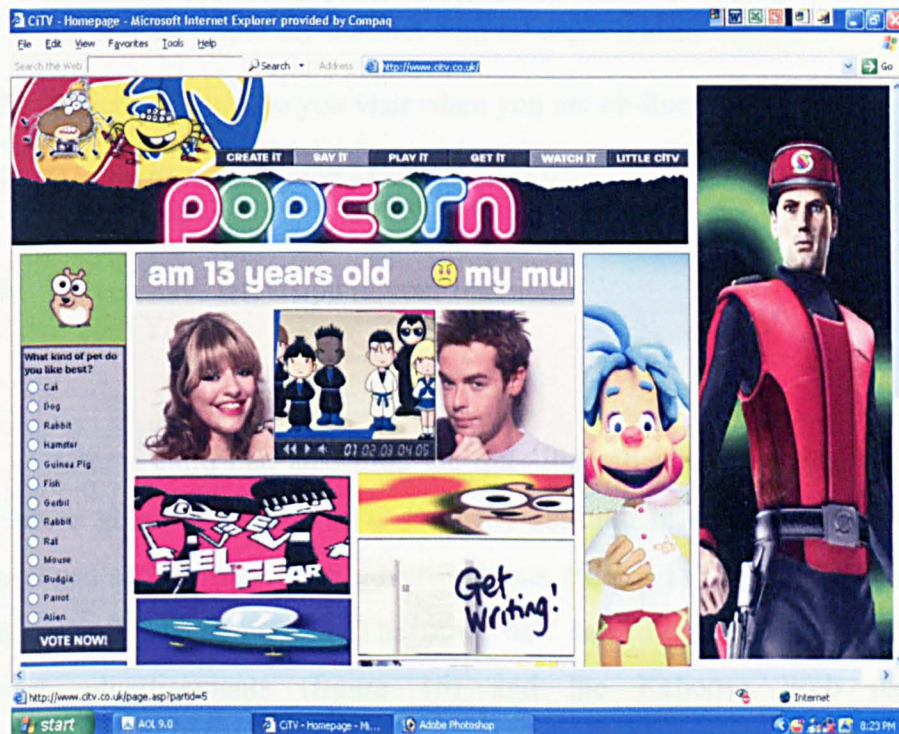 CiTV - Homepage - Microsoft Internet Explorer provided by Compaq
File Edit View Favorites Tools Help
Search the Web Search Address http://www.citv.co.uk/ Go
CREATE iT SAY iT PLAY iT GET iT WATCH iT LiTTLE CiTV
popcorn
am 13 years old my mu
What kind of pet do
you like best?
Cat
Dog
Rabbit
Hamster
Guinea Pig
Fish
Gerbil
Rabbit
Rat
Mouse
Budgie
Parrot
Alien
VOTE NOW!
01 02 03 04 05
FEEL FEAR
Get
Writing!
http://www.citv.co.uk/page.asp?partid=5 Internet
start AOL 9.0 CiTV - Homepage - Mi... Adobe Photoshop 8:23 PM